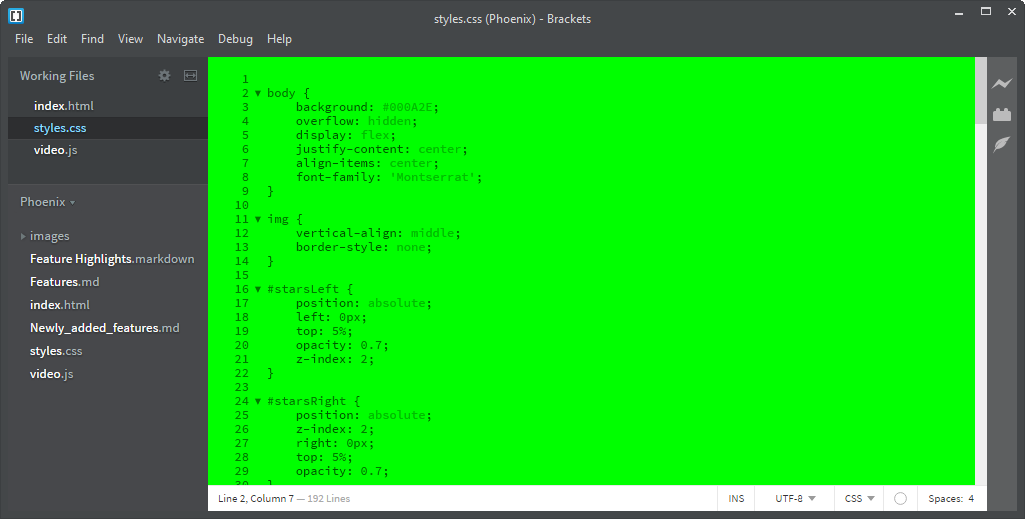 styles.css (Phoenix) - Brackets
File Edit Find View Navigate Debug Help
Working Files
index.html
styles.css
video.js
Phoenix
images
Feature Highlights.markdown
Features.md
index.html
Newly_added_features.md
styles.css
video.js
1
2 body {
3 background: #000A2E;
4 overflow: hidden;
5 display: flex;
6 justify-content: center;
7 align-items: center;
8 font-family: 'Montserrat';
9 }
10
11 img {
12 vertical-align: middle;
13 border-style: none;
14 }
15
16 #starsLeft {
17 position: absolute;
18 left: 0px;
19 top: 5%;
20 opacity: 0.7;
21 z-index: 2;
22 }
23
24 #starsRight {
25 position: absolute;
26 z-index: 2;
27 right: 0px;
28 top: 5%;
29 opacity: 0.7;
30 }
Line 2, Column 7 — 192 Lines INS UTF-8 CSS Spaces: 4